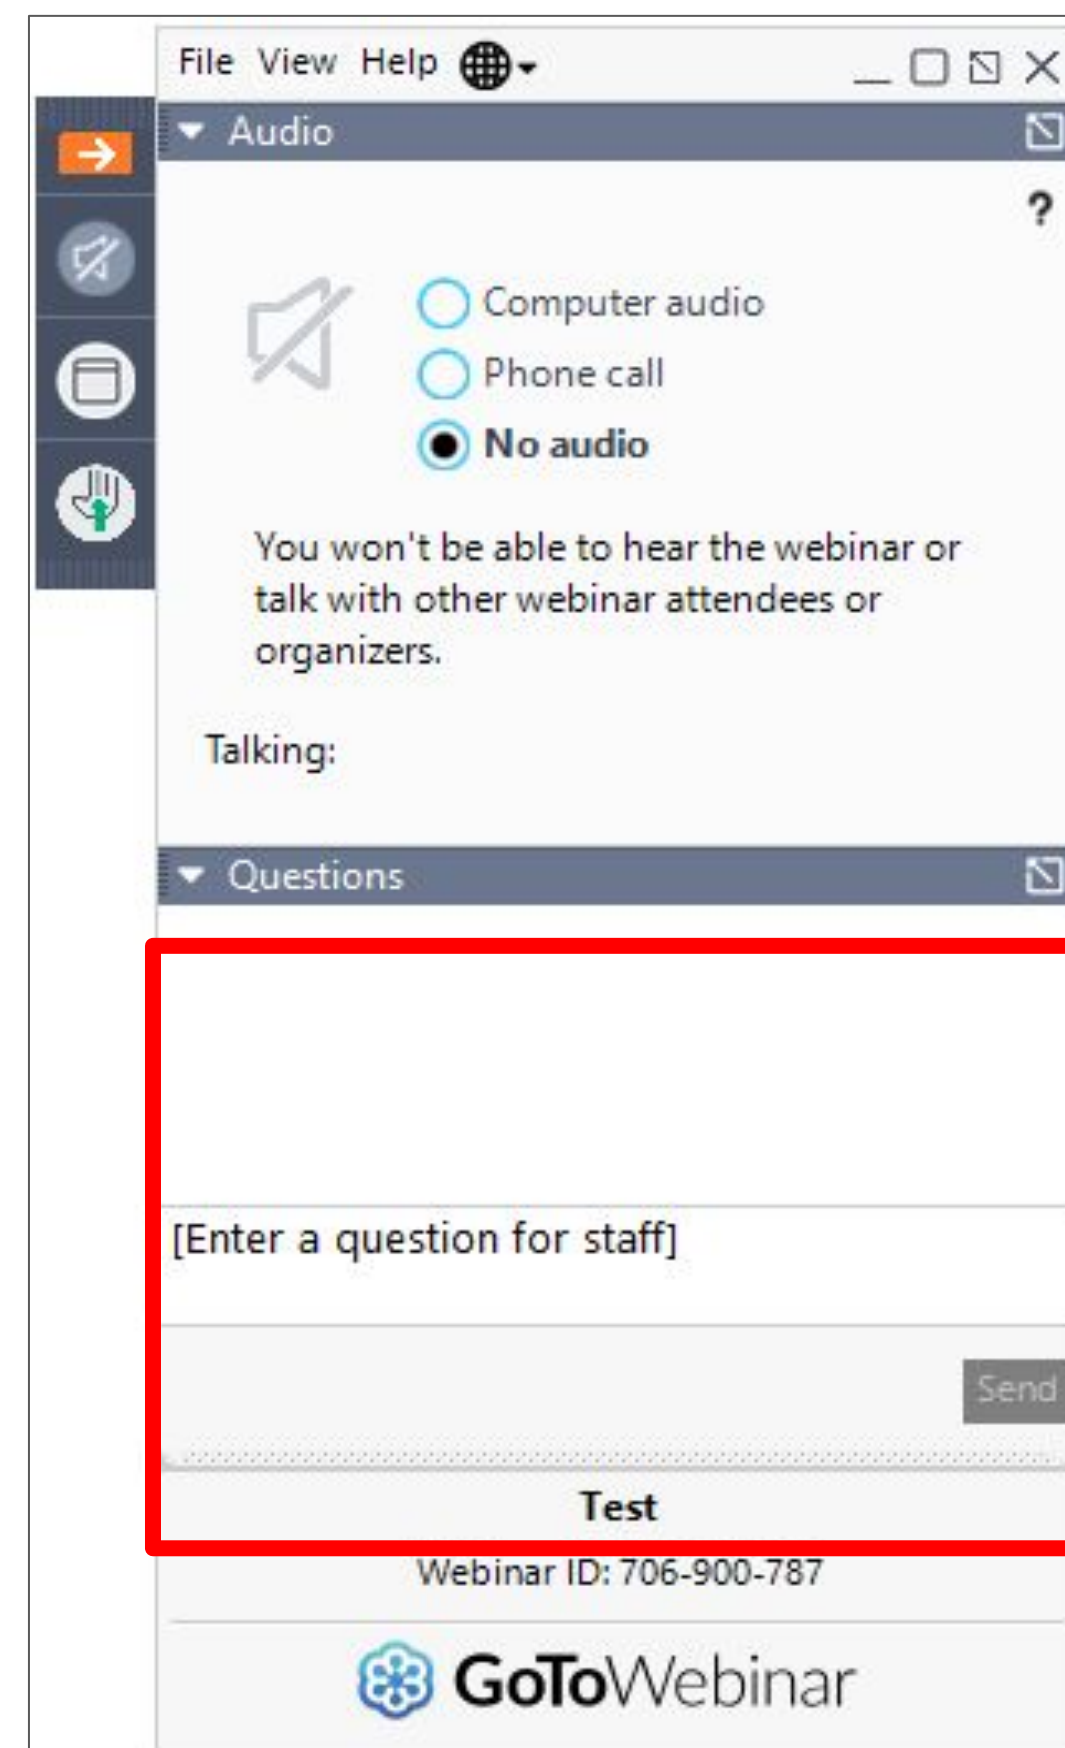 File View Help
Audio
?
Computer audio
Phone call
No audio
You won't be able to hear the webinar or
talk with other webinar attendees or
organizers.
Talking:
Questions
[Enter a question for staff]
Send
Test
Webinar ID: 706-900-787
GoToWebinar